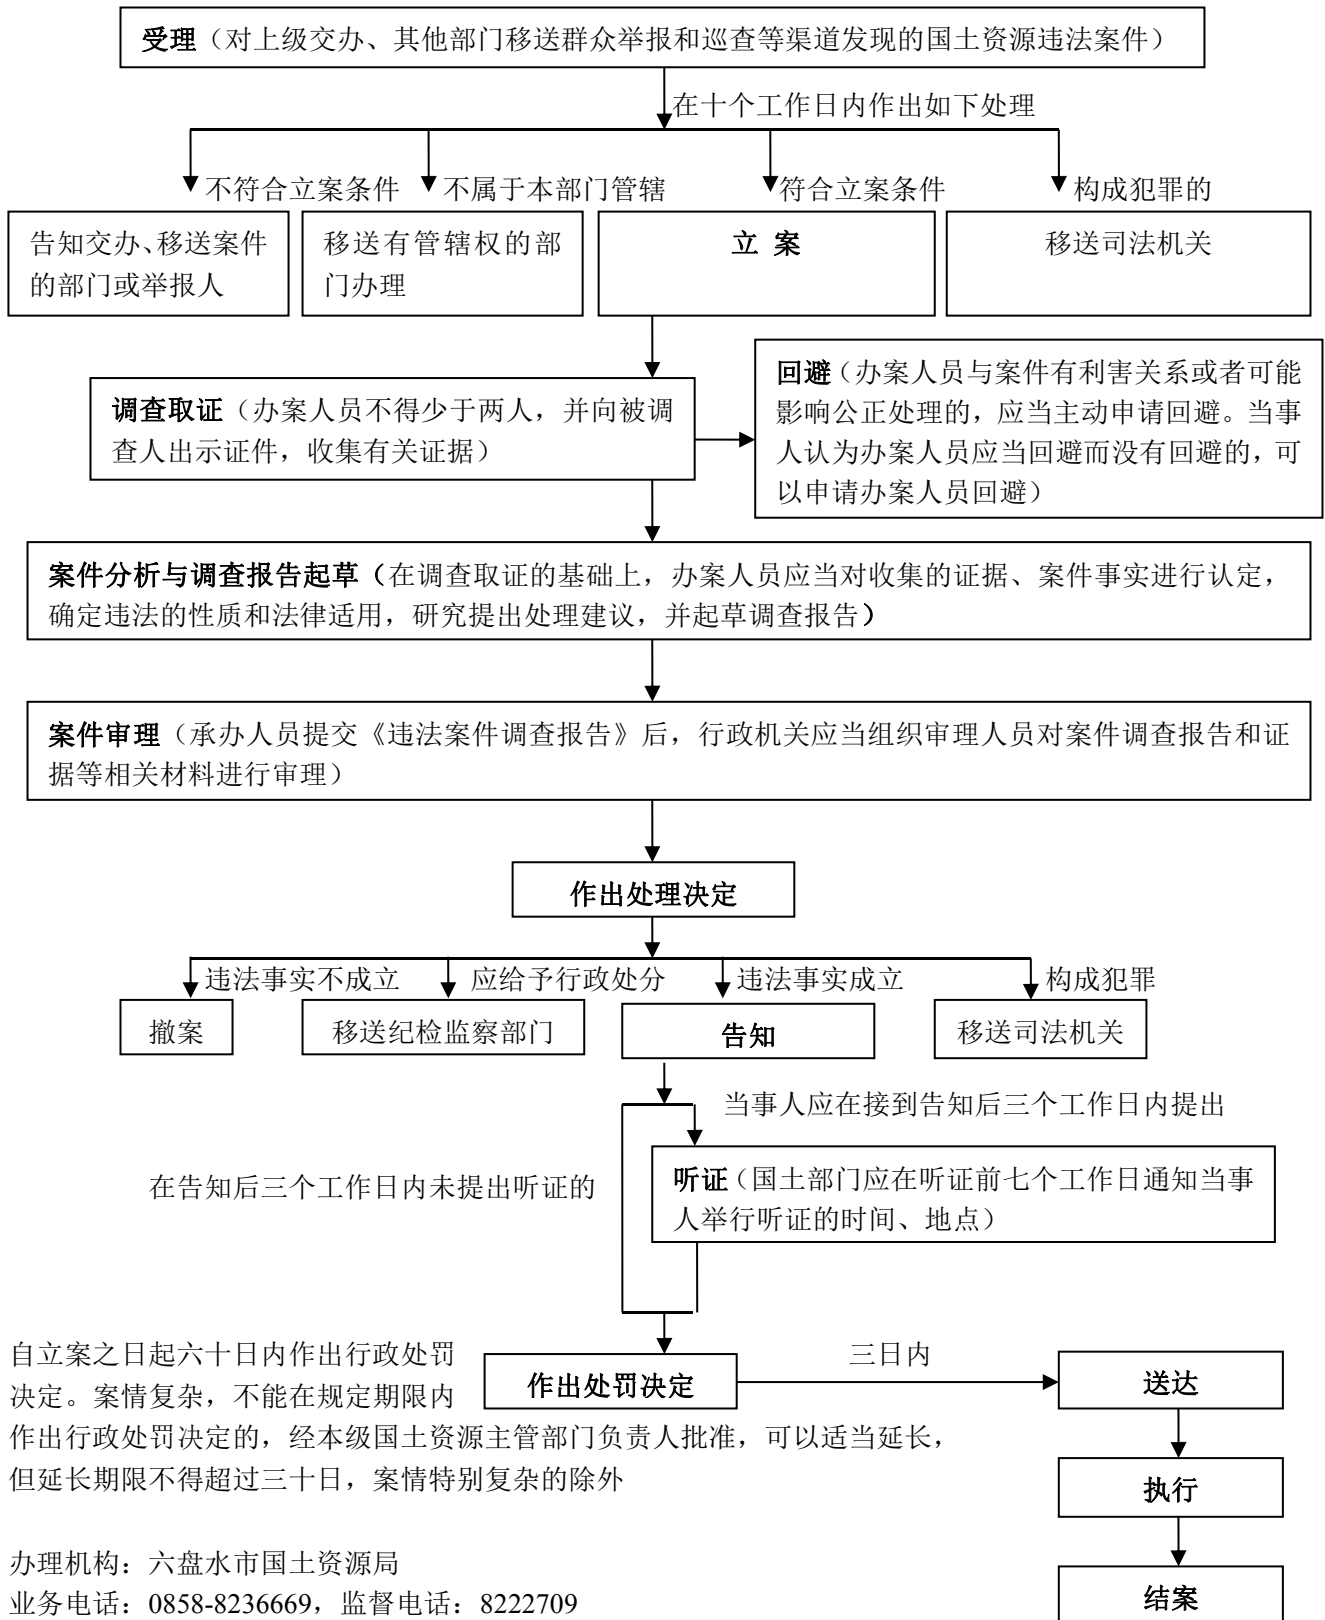 受理（对上级交办、其他部门移送群众举报和巡查等渠道发现的国土资源违法案件）
在十个工作日内作出如下处理
不符合立案条件
不属于本部门管辖
符合立案条件
构成犯罪的
告知交办、移送案件
的部门或举报人
移送有管辖权的部
门办理
立 案
移送司法机关
调查取证（办案人员不得少于两人，并向被调
查人出示证件，收集有关证据）
回避（办案人员与案件有利害关系或者可能
影响公正处理的，应当主动申请回避。当事
人认为办案人员应当回避而没有回避的，可
以申请办案人员回避）
案件分析与调查报告起草（在调查取证的基础上，办案人员应当对收集的证据、案件事实进行认定，
确定违法的性质和法律适用，研究提出处理建议，并起草调查报告）
案件审理（承办人员提交《违法案件调查报告》后，行政机关应当组织审理人员对案件调查报告和证
据等相关材料进行审理）
作出处理决定
违法事实不成立
应给予行政处分
违法事实成立
构成犯罪
撤案
移送纪检监察部门
告知
移送司法机关
当事人应在接到告知后三个工作日内提出
在告知后三个工作日内未提出听证的
听证（国土部门应在听证前七个工作日通知当事
人举行听证的时间、地点）
作出处罚决定
三日内
送达
执行
结案
自立案之日起六十日内作出行政处罚
决定。案情复杂，不能在规定期限内
作出行政处罚决定的，经本级国土资源主管部门负责人批准，可以适当延长，
但延长期限不得超过三十日，案情特别复杂的除外
办理机构：六盘水市国土资源局
业务电话：0858-8236669，监督电话：8222709